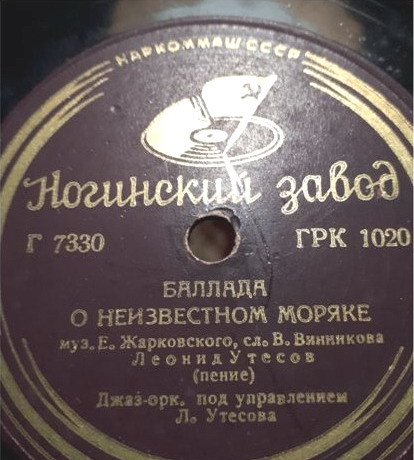 НАРКОММАШ СССР
Ногинский завод
Г 7330 ГРК 1020
БАЛЛАДА
О НЕИЗВЕСТНОМ МОРЯКЕ
муз. Е. Жарковского, сл. В. Винникова
Леонид Утесов
(пение)
Джаз-орк. под управлением
Л. Утесова